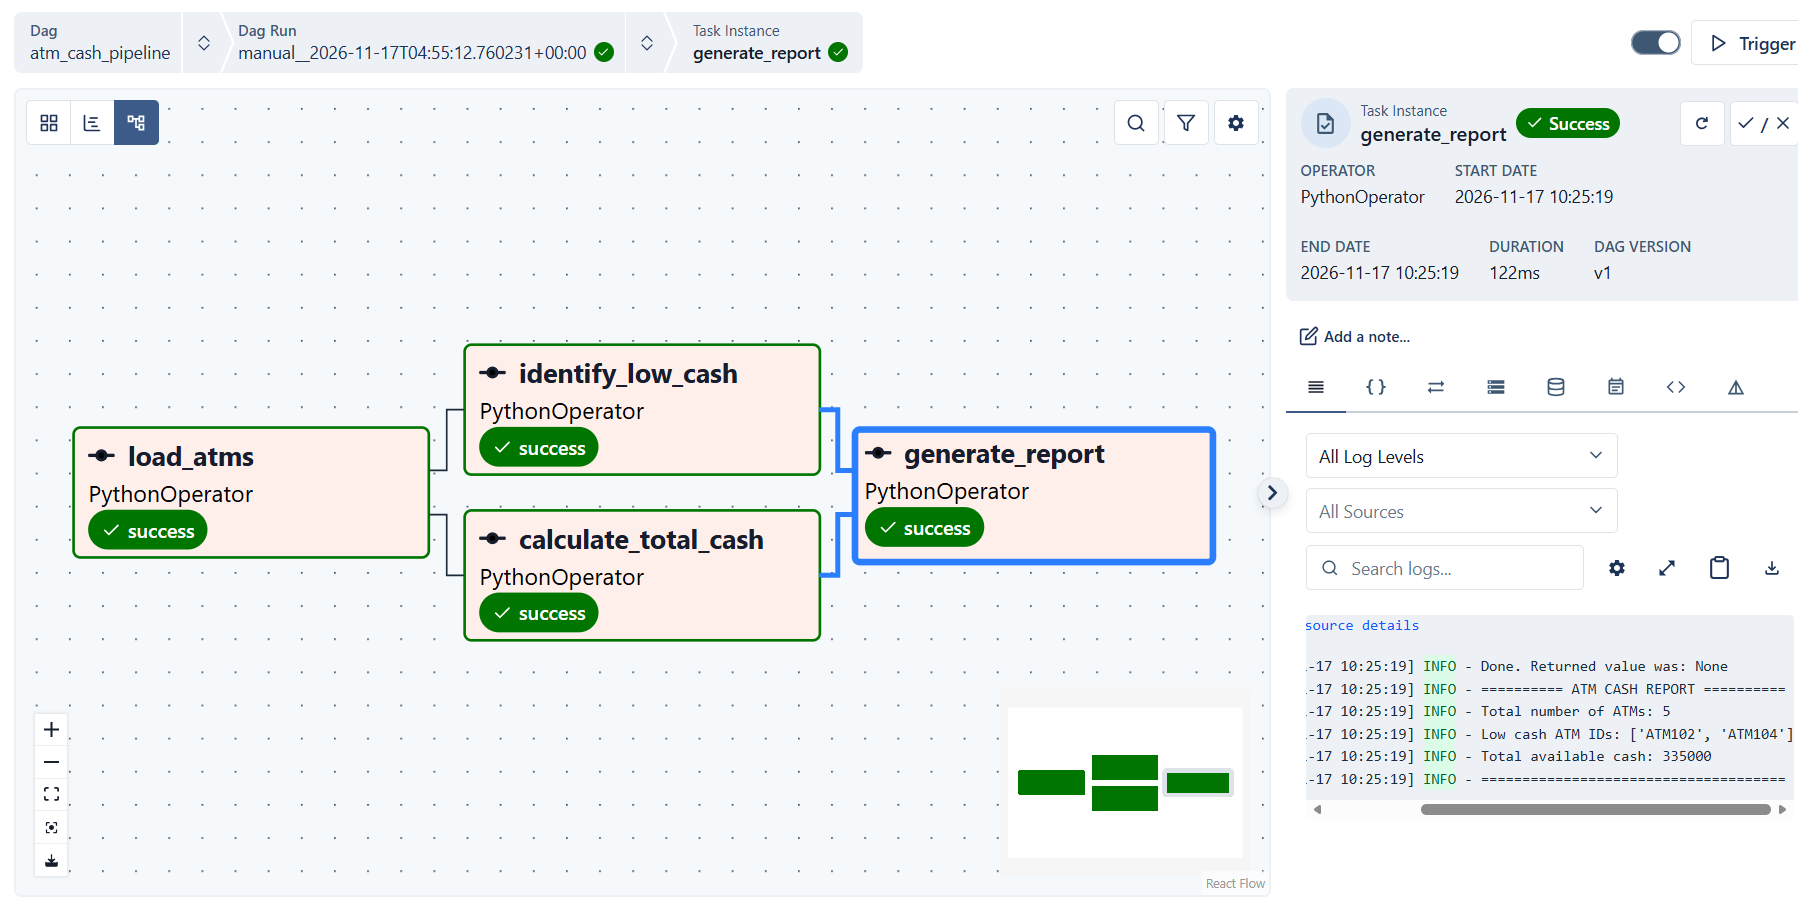 Dag
atm_cash_pipeline
Dag Run
manual__2026-11-17T04:55:12.760231+00:00
Task Instance
generate_report
Trigger
identify_low_cash
PythonOperator
success
load_atms
PythonOperator
success
calculate_total_cash
PythonOperator
success
generate_report
PythonOperator
success
React Flow
Task Instance
generate_report
Success
/
OPERATOR
PythonOperator
START DATE
2026-11-17 10:25:19
END DATE
2026-11-17 10:25:19
DURATION
122ms
DAG VERSION
v1
Add a note...
All Log Levels
All Sources
Search logs...
source details
-17 10:25:19] INFO - Done. Returned value was: None
-17 10:25:19] INFO - ========== ATM CASH REPORT ==========
-17 10:25:19] INFO - Total number of ATMs: 5
-17 10:25:19] INFO - Low cash ATM IDs: ['ATM102', 'ATM104']
-17 10:25:19] INFO - Total available cash: 335000
-17 10:25:19] INFO - =====================================